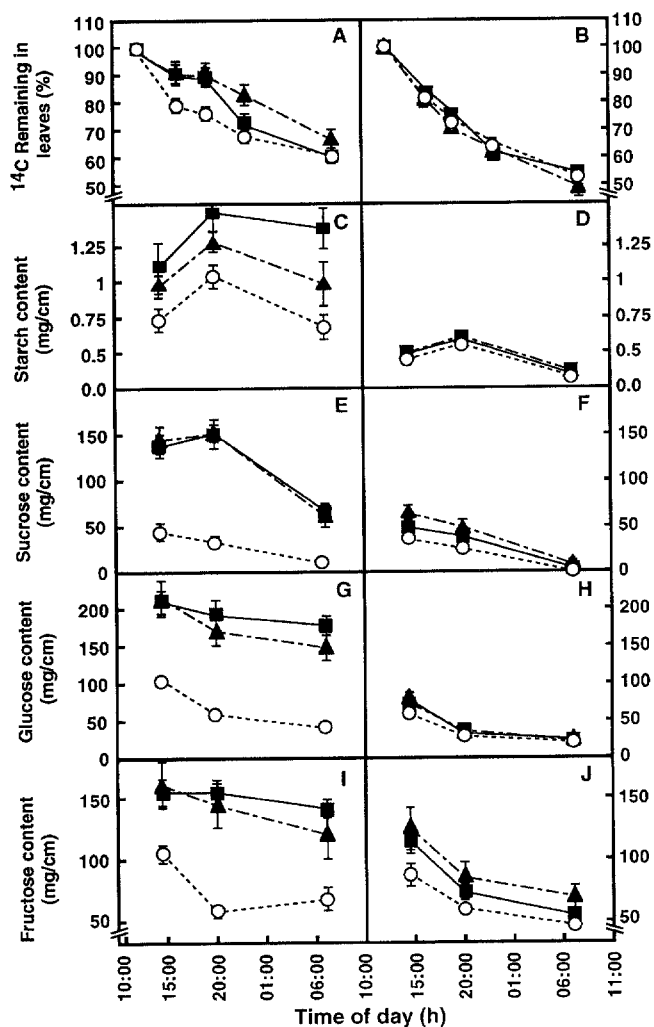 110
100
90
80
70
60
50
A
B
110
100
90
80
70
60
50
14C Remaining in
leaves (%)
1.25
1
0.75
0.5
0.0
C
D
1.25
1
0.75
0.5
0.0
Starch content
(mg/cm)
150
100
50
0
E
F
150
100
50
0
Sucrose content
(mg/cm)
200
150
100
50
0
G
H
200
150
100
50
0
Glucose content
(mg/cm)
150
100
50
I
J
150
100
50
Fructose content
(mg/cm)
10:00
15:00
20:00
01:00
06:00
10:00
15:00
20:00
01:00
06:00
11:00
Time of day (h)